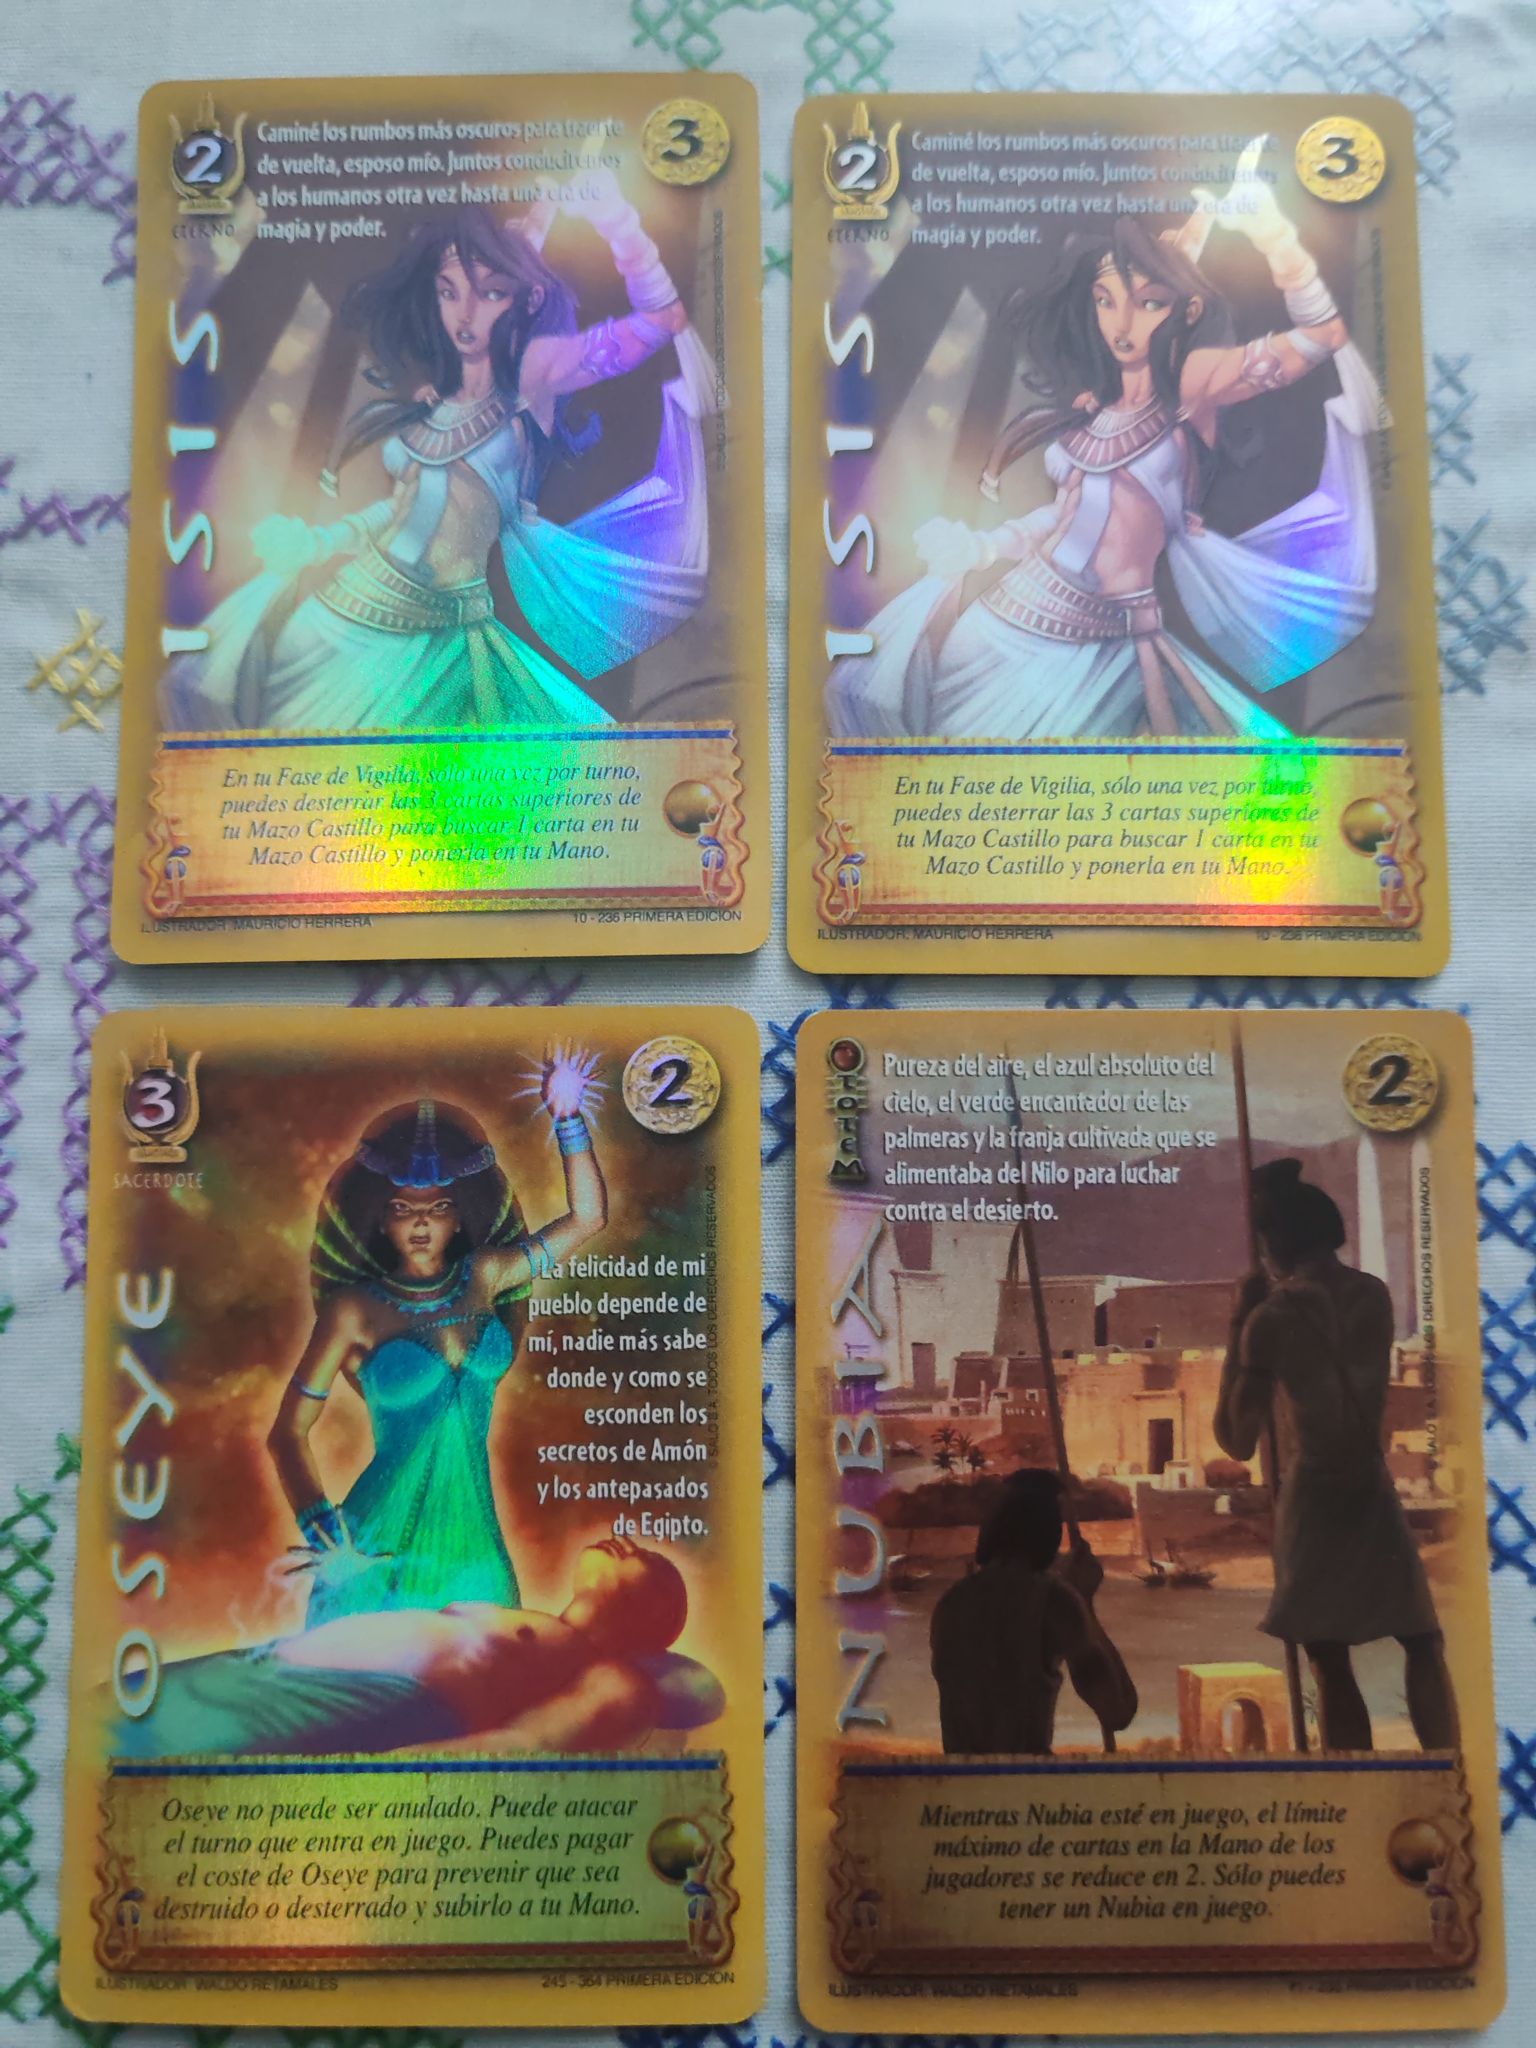 2
ETERNO
Caminé los rumbos más oscuros para traerte
de vuelta, esposo mío. Juntos conduciremos
a los humanos otra vez hasta una era de
magia y poder.
3
ISIS
En tu Fase de Vigilia, sólo una vez por turno,
puedes desterrar las 3 cartas superiores de
tu Mazo Castillo para buscar 1 carta en tu
Mazo Castillo y ponerla en tu Mano.
ILUSTRADOR: MAURICIO HERRERA
10 - 236 PRIMERA EDICION
2
ETERNO
Caminé los rumbos más oscuros para traerte
de vuelta, esposo mío. Juntos conduciremos
a los humanos otra vez hasta una era de
magia y poder.
3
ISIS
En tu Fase de Vigilia, sólo una vez por turno,
puedes desterrar las 3 cartas superiores de
tu Mazo Castillo para buscar 1 carta en tu
Mazo Castillo y ponerla en tu Mano.
ILUSTRADOR: MAURICIO HERRERA
10 - 236 PRIMERA EDICION
3
SACERDOTE
2
OSEYE
La felicidad de mi
pueblo depende de
mí, nadie más sabe
donde y como se
esconden los
secretos de Amón
y los antepasados
de Egipto.
SALO S.A. TODOS LOS DERECHOS RESERVADOS
Oseye no puede ser anulado. Puede atacar
el turno que entra en juego. Puedes pagar
el coste de Oseye para prevenir que sea
destruido o desterrado y subirlo a tu Mano.
ILUSTRADOR: WALDO RETAMALES
245 - 364 PRIMERA EDICION
TOTEM
Pureza del aire, el azul absoluto del
cielo, el verde encantador de las
palmeras y la franja cultivada que se
alimentaba del Nilo para luchar
contra el desierto.
2
NUBIA
SALO S.A. TODOS LOS DERECHOS RESERVADOS
Mientras Nubia esté en juego, el límite
máximo de cartas en la Mano de los
jugadores se reduce en 2. Sólo puedes
tener un Nubia en juego.
ILUSTRADOR: WALDO RETAMALES
PRIMERA EDICION